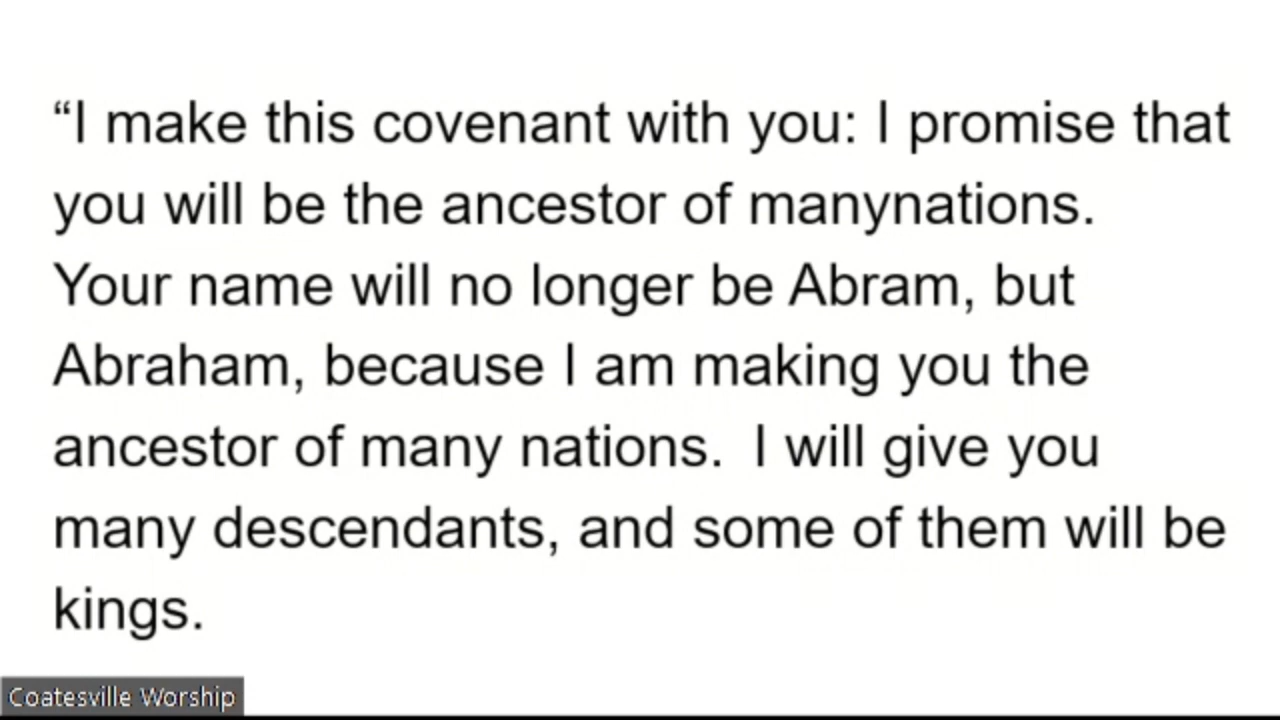 “I make this covenant with you: I promise that
you will be the ancestor of manynations.
Your name will no longer be Abram, but
Abraham, because I am making you the
ancestor of many nations.  I will give you
many descendants, and some of them will be
kings.
Coatesville Worship